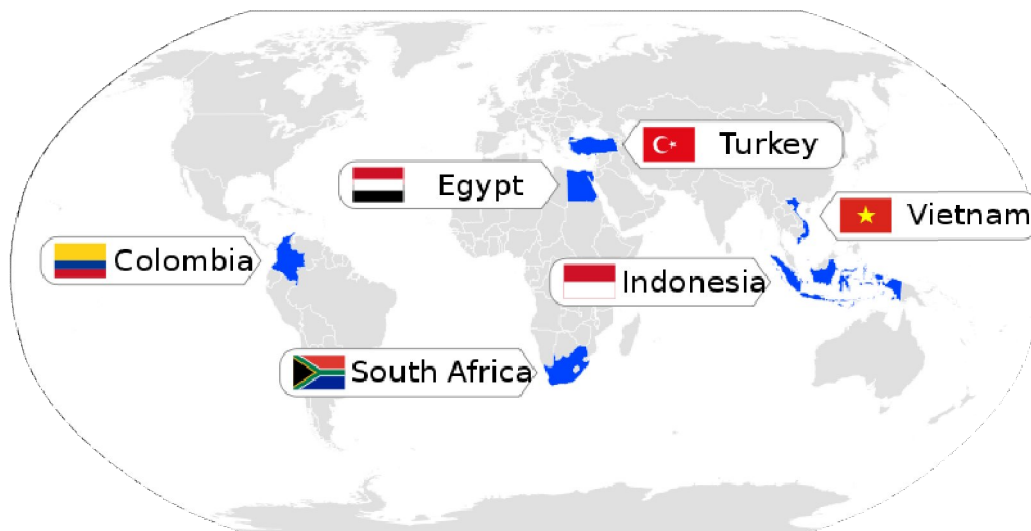 Turkey
Egypt
Vietnam
Colombia
Indonesia
South Africa